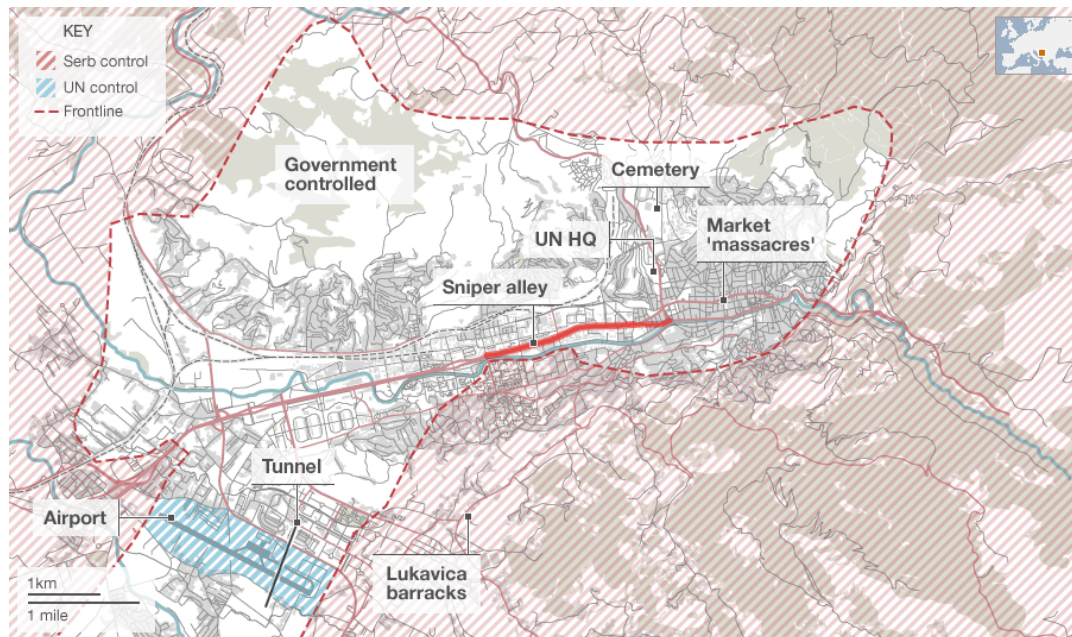 KEY
Serb control
UN control
Frontline
Government
controlled
Cemetery
UN HQ
Market
'massacres'
Sniper alley
Tunnel
Airport
Lukavica
barracks
1km
1 mile